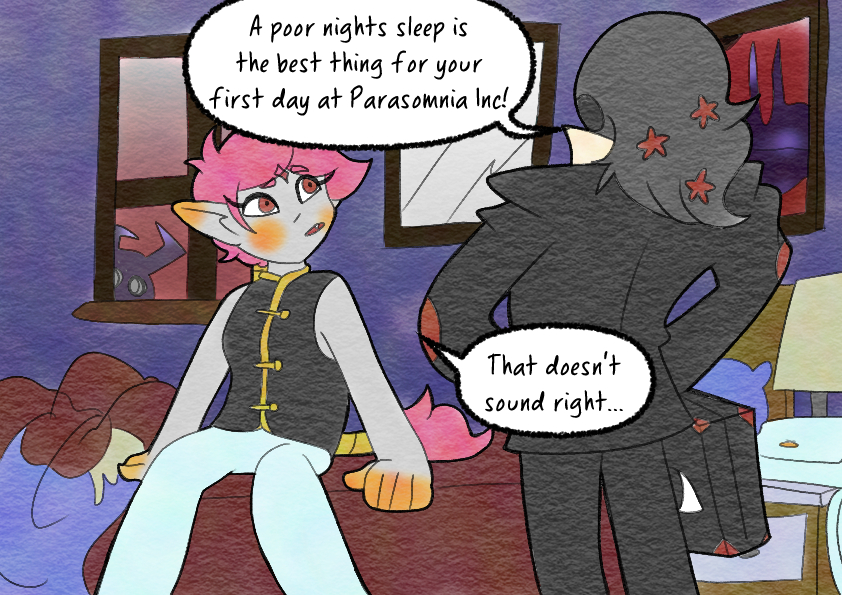 A poor nights sleep is
the best thing for your
first day at Parasomnia Inc!
That doesn't
sound right...